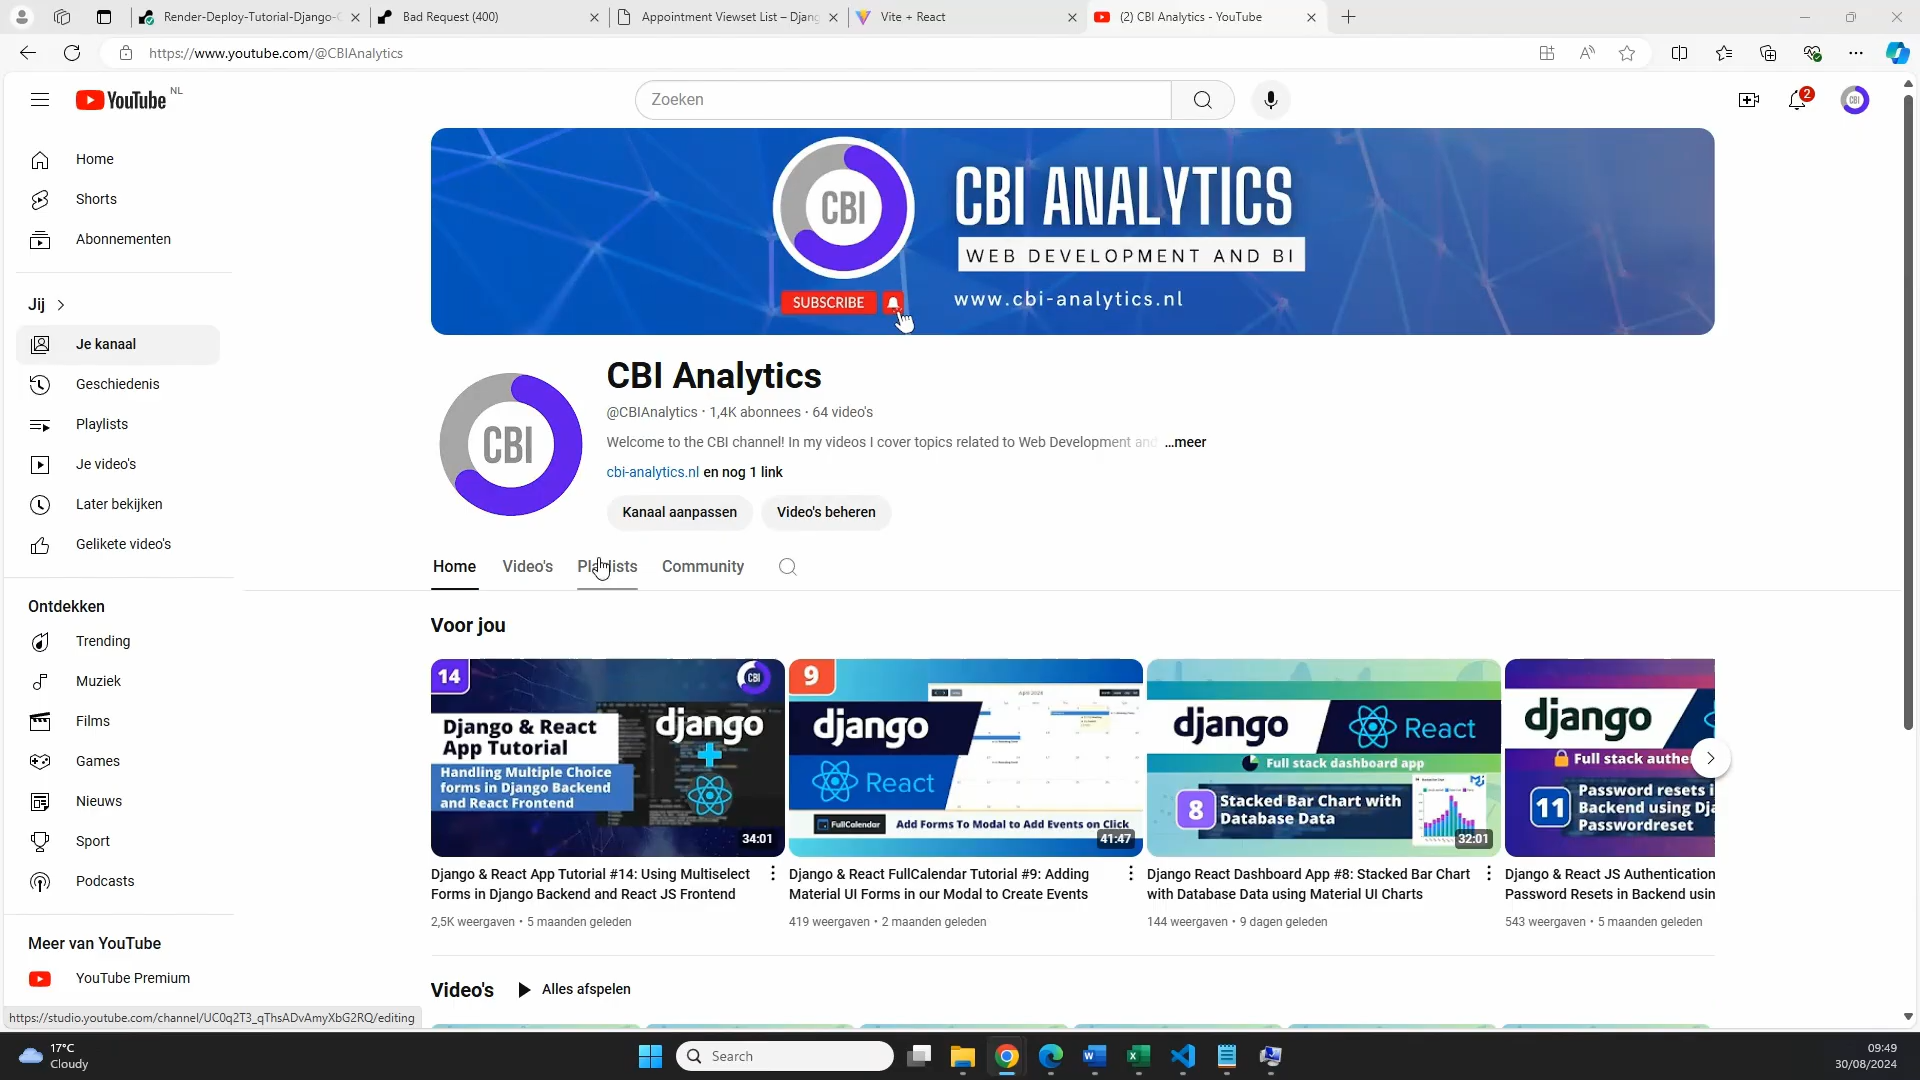 Render-Deploy-Tutorial-Django-
Bad Request (400)
Appointment Viewset List – Djang
Vite + React
(2) CBI Analytics - YouTube
https://www.youtube.com/@CBIAnalytics
YouTube NL
Zoeken
2
CBI
Home
Shorts
Abonnementen
Jij
Je kanaal
Geschiedenis
Playlists
Je video's
Later bekijken
Gelikete video's
Ontdekken
Trending
Muziek
Films
Games
Nieuws
Sport
Podcasts
Meer van YouTube
YouTube Premium
CBI
CBI ANALYTICS
WEB DEVELOPMENT AND BI
SUBSCRIBE
www.cbi-analytics.nl
CBI
CBI Analytics
@CBIAnalytics · 1,4K abonnees · 64 video's
Welcome to the CBI channel! In my videos I cover topics related to Web Development and ...meer
cbi-analytics.nl en nog 1 link
Kanaal aanpassen
Video's beheren
Home
Video's
Playlists
Community
Voor jou
14
CBI
Django & React
App Tutorial
Handling Multiple Choice
forms in Django Backend
and React Frontend
django
34:01
Django & React App Tutorial #14: Using Multiselect
Forms in Django Backend and React JS Frontend
2,5K weergaven • 5 maanden geleden
9
django
React
April 2024
FullCalendar
Add Forms To Modal to Add Events on Click
41:47
Django & React FullCalendar Tutorial #9: Adding
Material UI Forms in our Modal to Create Events
419 weergaven • 2 maanden geleden
django
React
Full stack dashboard app
8
Stacked Bar Chart with
Database Data
32:01
Django React Dashboard App #8: Stacked Bar Chart
with Database Data using Material UI Charts
144 weergaven • 9 dagen geleden
django
Full stack authe
11
Password resets i
Backend using Dja
Passwordreset
Django & React JS Authentication
Password Resets in Backend usin
543 weergaven • 5 maanden geleden
Video's
Alles afspelen
https://studio.youtube.com/channel/UC0q2T3_qThsADvAmyXbG2RQ/editing
17°C
Cloudy
Search
09:49
30/08/2024